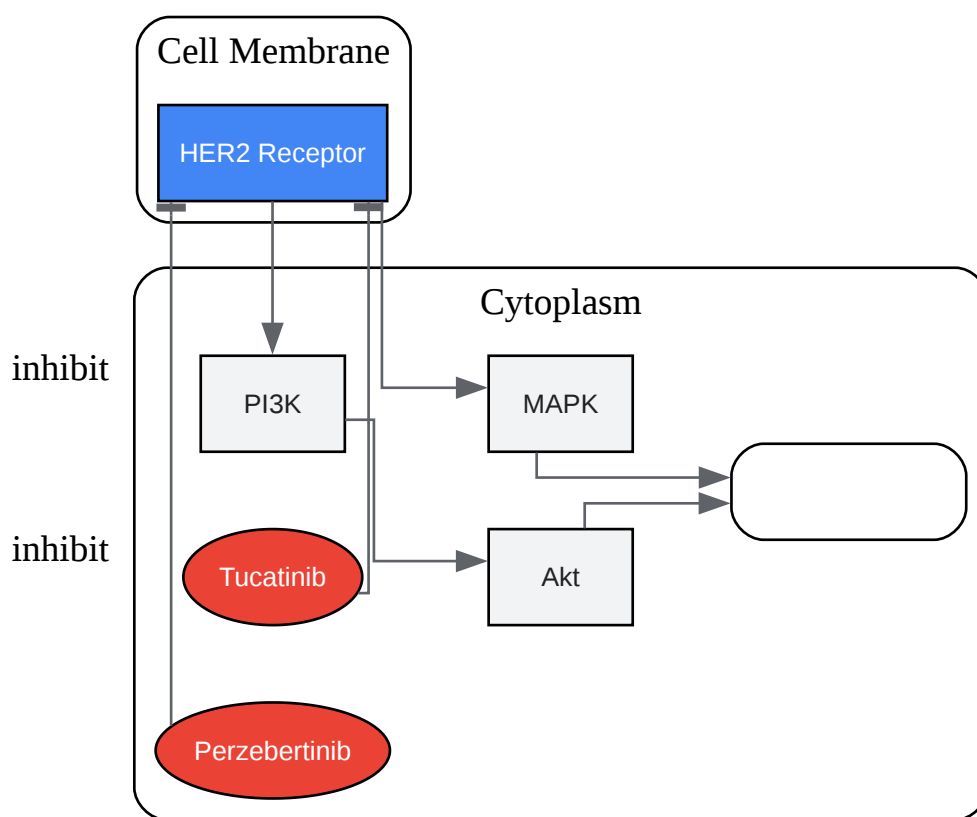 Cell Membrane
HER2 Receptor
Cytoplasm
inhibit
PI3K
MAPK
inhibit
Tucatinib
Akt
Perzebertinib